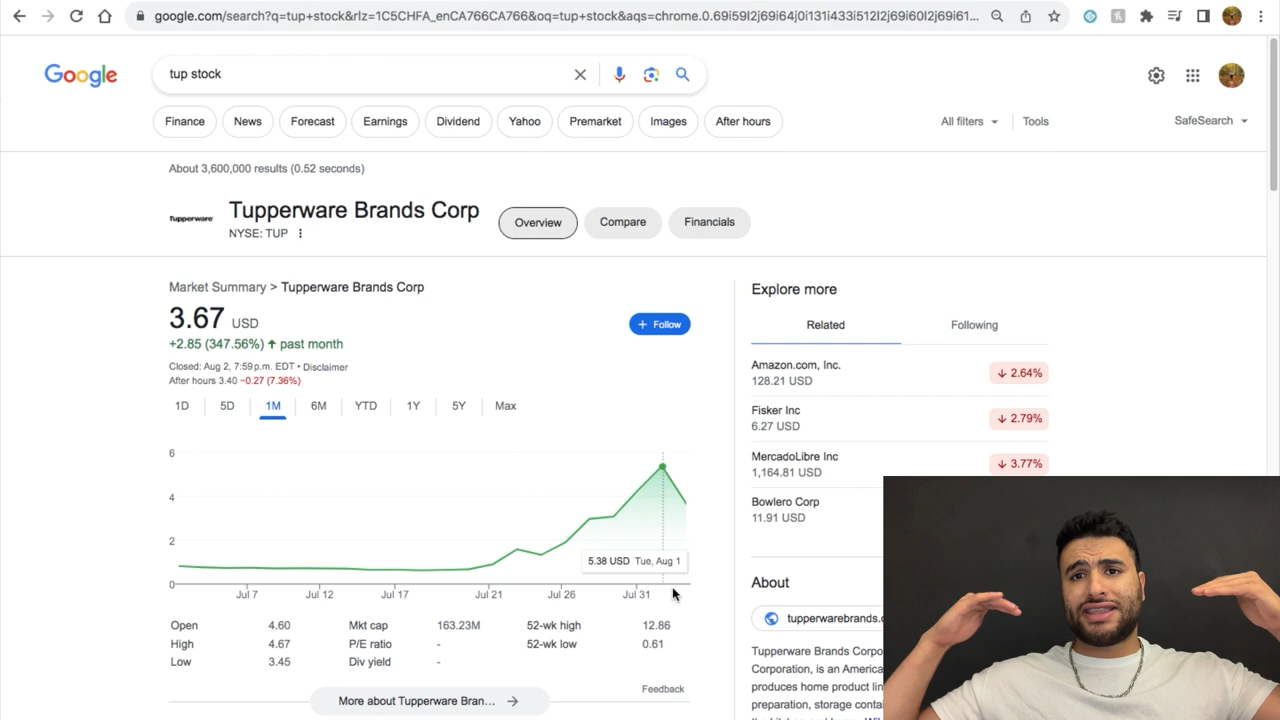 google.com/search?q=tup+stock&rlz=1C5CHFA_enCA766CA766&oq=tup+stock&aqs=chrome.0.69i59l2j69i64j0i131i433i512l2j69i60l2j69i61...
Google
tup stock
Finance
News
Forecast
Earnings
Dividend
Yahoo
Premarket
Images
After hours
All filters
Tools
SafeSearch
About 3,600,000 results (0.52 seconds)
Tupperware
Tupperware Brands Corp
NYSE: TUP
Overview
Compare
Financials
Market Summary > Tupperware Brands Corp
3.67 USD
+2.85 (347.56%) ↑ past month
Closed: Aug 2, 7:59 p.m. EDT • Disclaimer
After hours 3.40 −0.27 (7.36%)
+ Follow
1D
5D
1M
6M
YTD
1Y
5Y
Max
6
4
2
0
5.38 USD Tue, Aug 1
Jul 7
Jul 12
Jul 17
Jul 21
Jul 26
Jul 31
Open 4.60
High 4.67
Low 3.45
Mkt cap 163.23M
P/E ratio -
Div yield -
52-wk high 12.86
52-wk low 0.61
Feedback
More about Tupperware Bran... →
Explore more
Related
Following
Amazon.com, Inc.
128.21 USD
↓ 2.64%
Fisker Inc
6.27 USD
↓ 2.79%
MercadoLibre Inc
1,164.81 USD
↓ 3.77%
Bowlero Corp
11.91 USD
About
tupperwarebrands.c
Tupperware Brands Corpo
Corporation, is an America
produces home product lin
preparation, storage contai